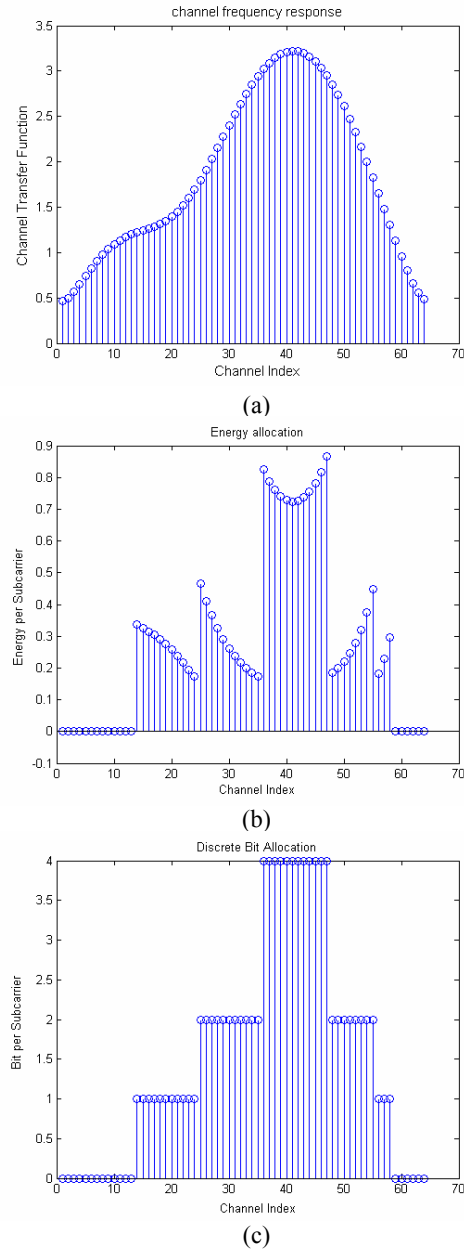 channel frequency response
Channel Transfer Function
3.5
3
2.5
2
1.5
1
0.5
0
0 10 20 30 40 50 60 70
Channel Index
(a)
Energy allocation
Energy per Subcarrier
0.9
0.8
0.7
0.6
0.5
0.4
0.3
0.2
0.1
0
-0.1
0 10 20 30 40 50 60 70
Channel Index
(b)
Discrete Bit Allocation
Bit per Subcarrier
4
3.5
3
2.5
2
1.5
1
0.5
0
0 10 20 30 40 50 60 70
Channel Index
(c)